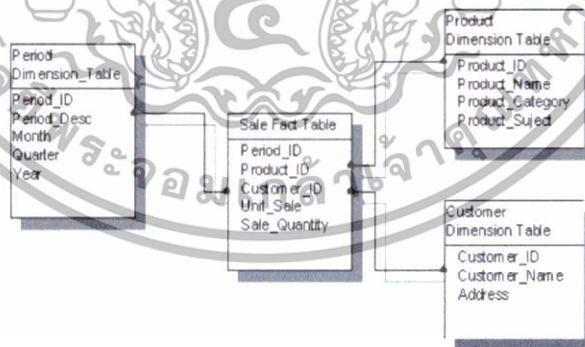 Period
Dimension_Table
Period_ID
Period_Desc
Month
Quarter
Year
Sale Fact Table
Period_ID
Product_ID
Customer_ID
Unit_Sale
Sale_Quantity
Product
Dimension Table
Product_ID
Product_Name
Product_Category
Product_Suject
Customer
Dimension Table
Customer_ID
Customer_Name
Address